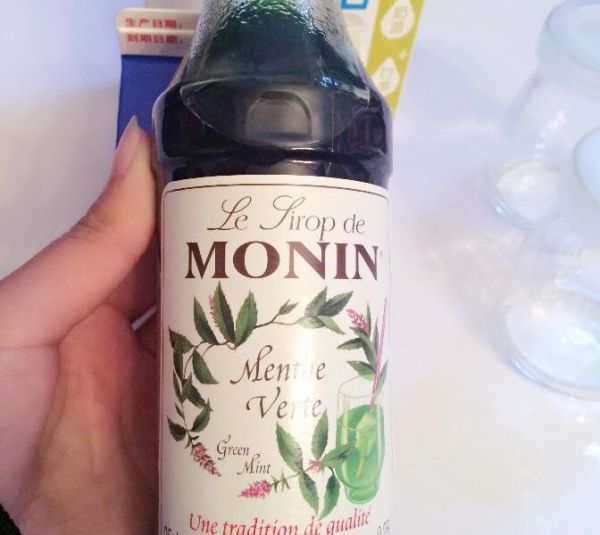 生产日期:
到期日期:
Le Sirop de
MONIN®
Menthe
Verte
Green
Mint
Une tradition de qualité